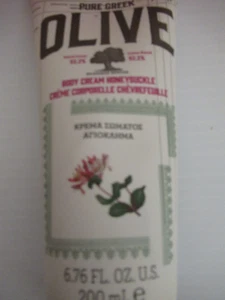 PURE GREEK
OLIVE
BODY CREAM HONEYSUCKLE
CRÈME CORPORELLE CHÈVREFEUILLE
ΚΡΕΜΑ ΣΩΜΑΤΟΣ
ΑΓΙΟΚΛΗΜΑ
6.76 FL. OZ. U.S.
200 mL e